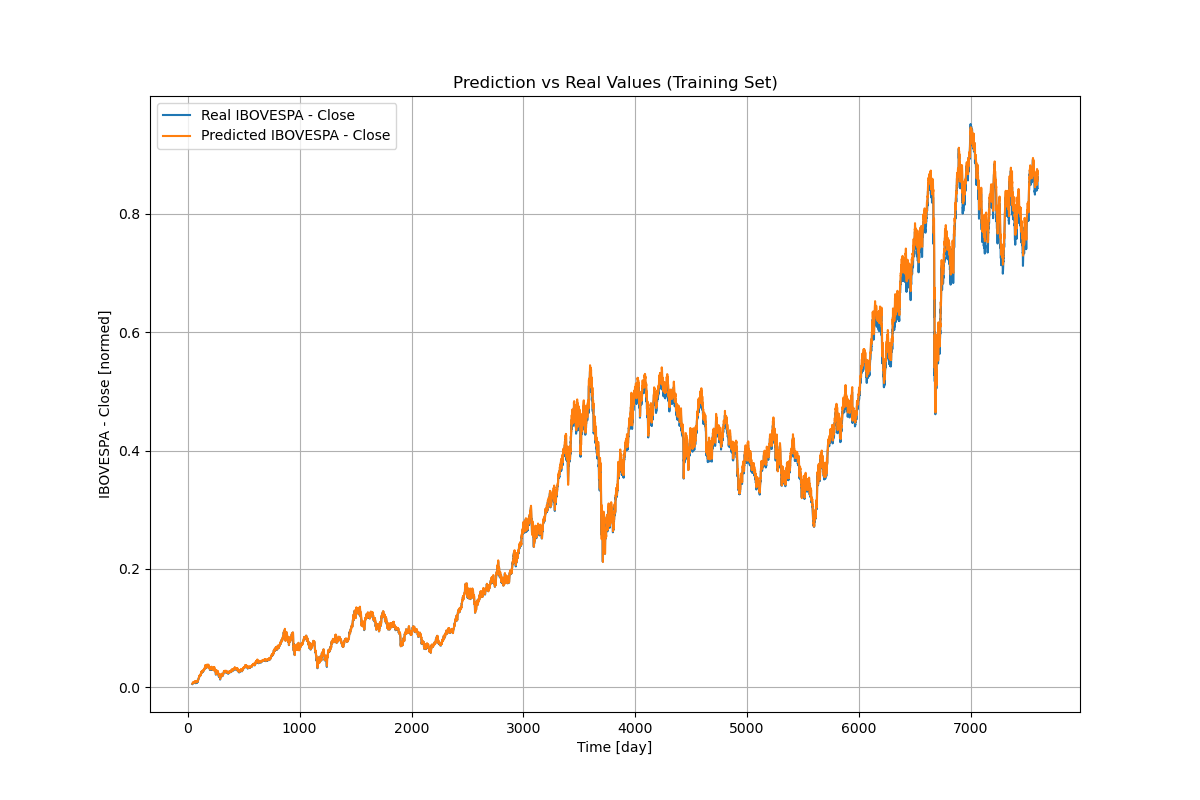 Prediction vs Real Values (Training Set)
Real IBOVESPA - Close
Predicted IBOVESPA - Close
IBOVESPA - Close [normed]
0.8
0.6
0.4
0.2
0.0
0 1000 2000 3000 4000 5000 6000 7000
Time [day]